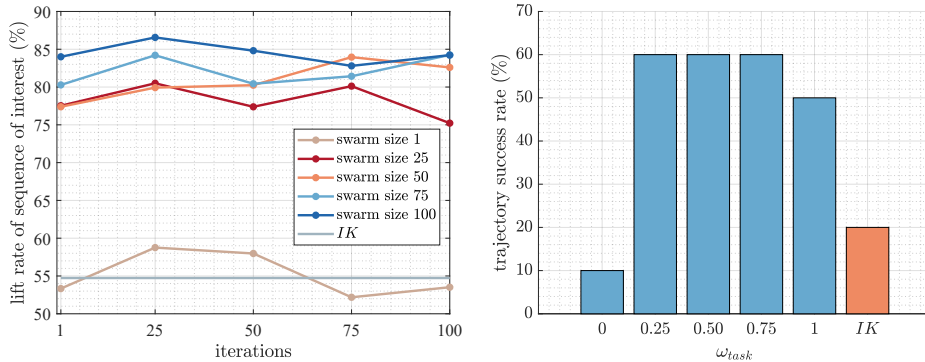 lift rate of sequence of interest (%)
90
85
80
75
70
65
60
55
50
swarm size 1
swarm size 25
swarm size 50
swarm size 75
swarm size 100
IK
1 25 50 75 100
iterations
trajectory success rate (%)
70
60
50
40
30
20
10
0
0 0.25 0.50 0.75 1 IK
ω_task